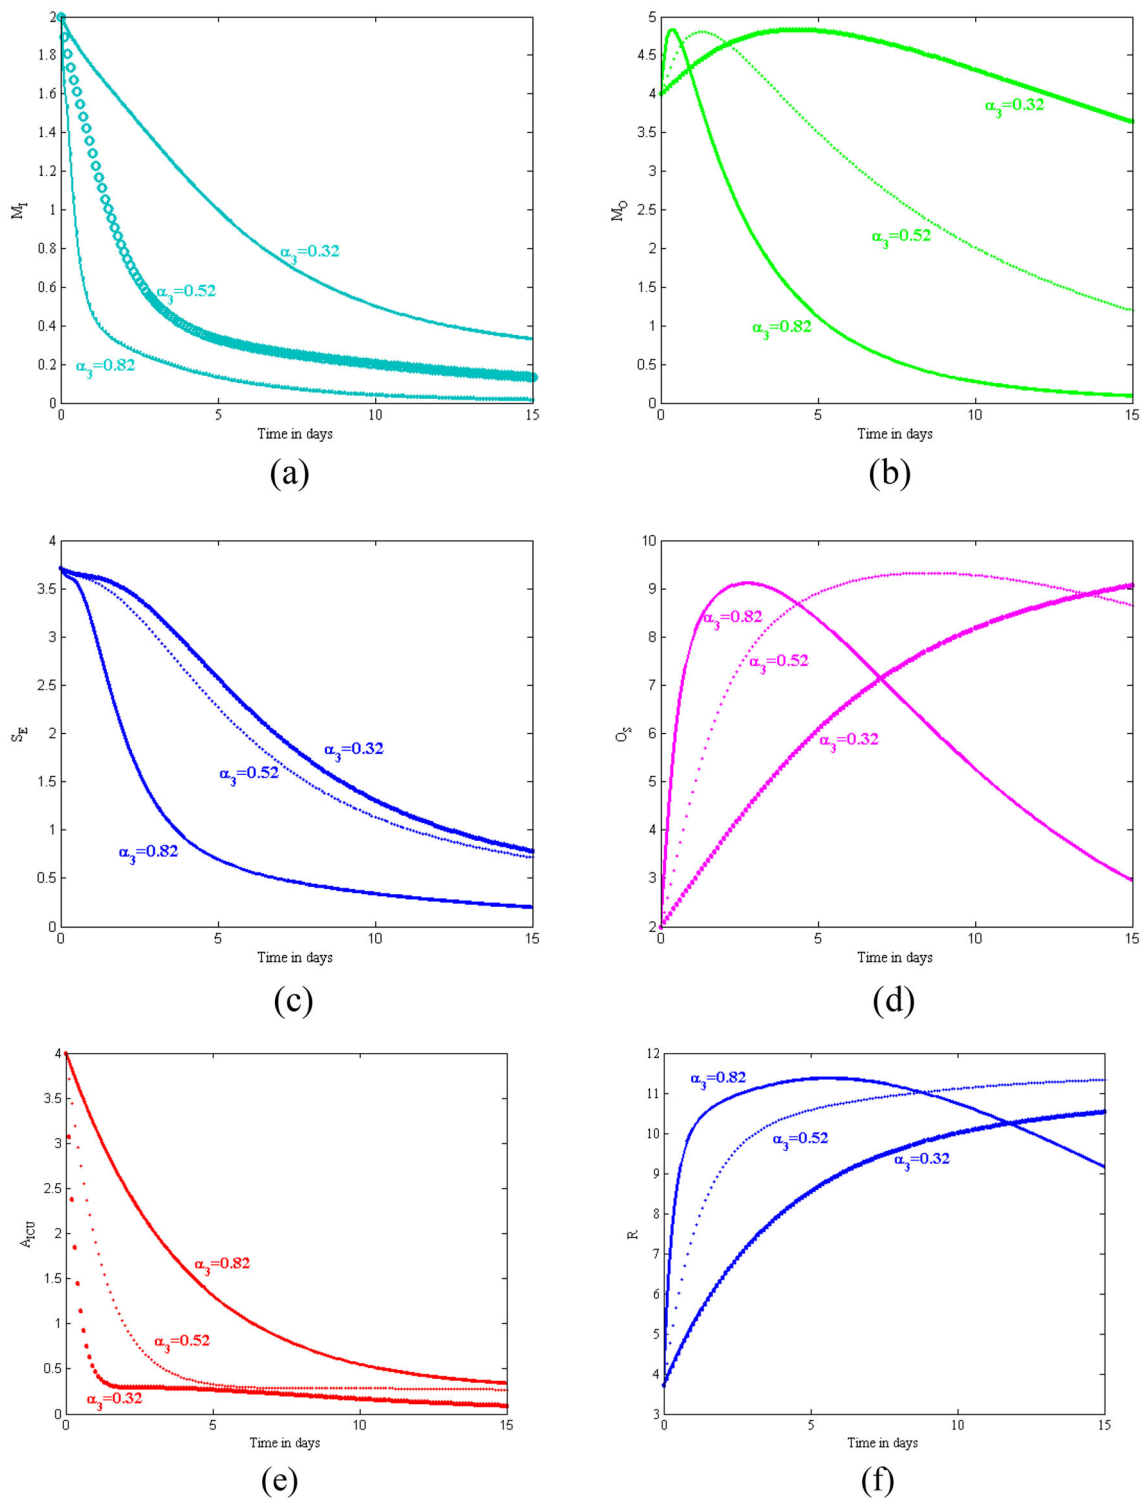 2
1.8
1.6
1.4
1.2
1
0.8
0.6
0.4
0.2
0
M_I
α_3=0.32
α_3=0.52
α_3=0.82
0 5 10 15
Time in days
(a)
5
4.5
4
3.5
3
2.5
2
1.5
1
0.5
0
M_O
α_3=0.32
α_3=0.52
α_3=0.82
0 5 10 15
Time in days
(b)
4
3.5
3
2.5
2
1.5
1
0.5
0
S_E
α_3=0.32
α_3=0.52
α_3=0.82
0 5 10 15
Time in days
(c)
10
9
8
7
6
5
4
3
2
O_S
α_3=0.82
α_3=0.52
α_3=0.32
0 5 10 15
Time in days
(d)
4
3.5
3
2.5
2
1.5
1
0.5
0
A_ICU
α_3=0.82
α_3=0.52
α_3=0.32
0 5 10 15
Time in days
(e)
12
11
10
9
8
7
6
5
4
3
R
α_3=0.82
α_3=0.52
α_3=0.32
0 5 10 15
Time in days
(f)